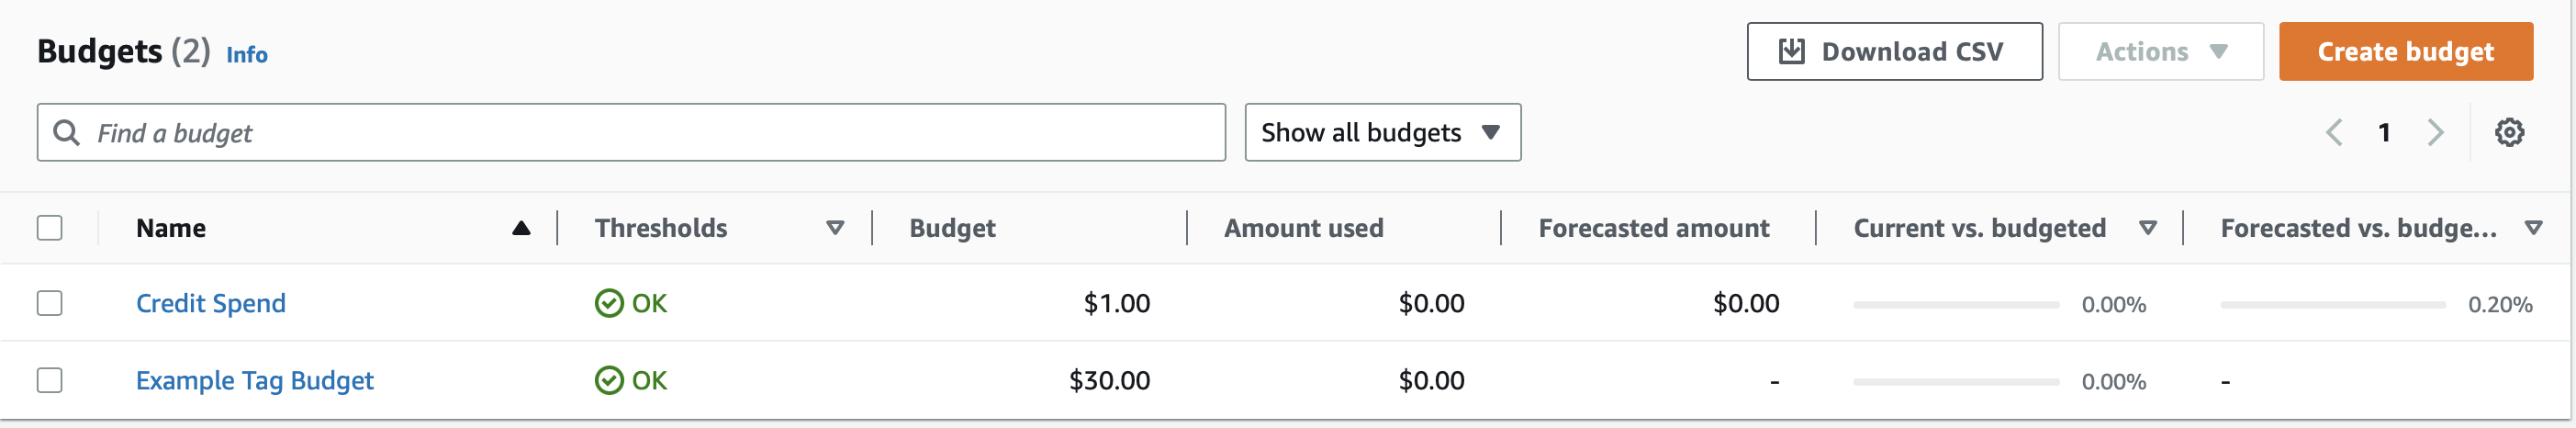 Budgets (2) Info
Download CSV
Actions
Create budget
Find a budget
Show all budgets
1
Name Thresholds Budget Amount used Forecasted amount Current vs. budgeted Forecasted vs. budge...
Credit Spend OK $1.00 $0.00 $0.00 0.00% 0.20%
Example Tag Budget OK $30.00 $0.00 - 0.00% -